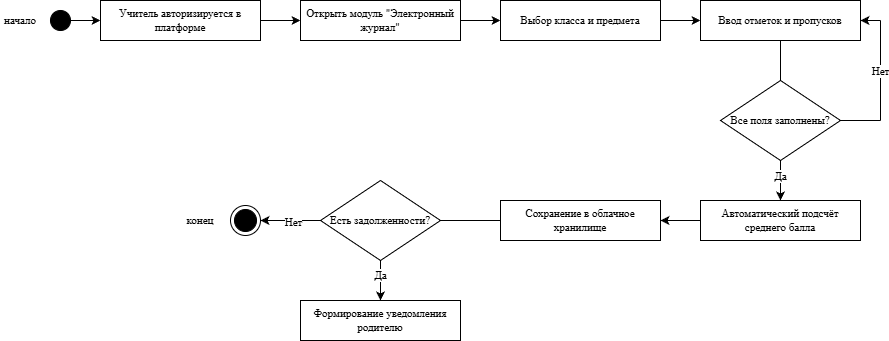 начало
Учитель авторизируется в
платформе
Открыть модуль "Электронный
журнал"
Выбор класса и предмета
Ввод отметок и пропусков
Нет
Все поля заполнены?
Да
Автоматический подсчёт
среднего балла
Сохранение в облачное
хранилище
Есть задолженности?
Нет
конец
Да
Формирование уведомления
родителю